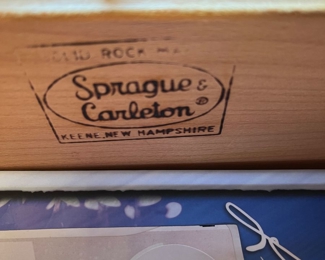 ROCK
Sprague &
Carleton ®
KEENE, NEW HAMPSHIRE